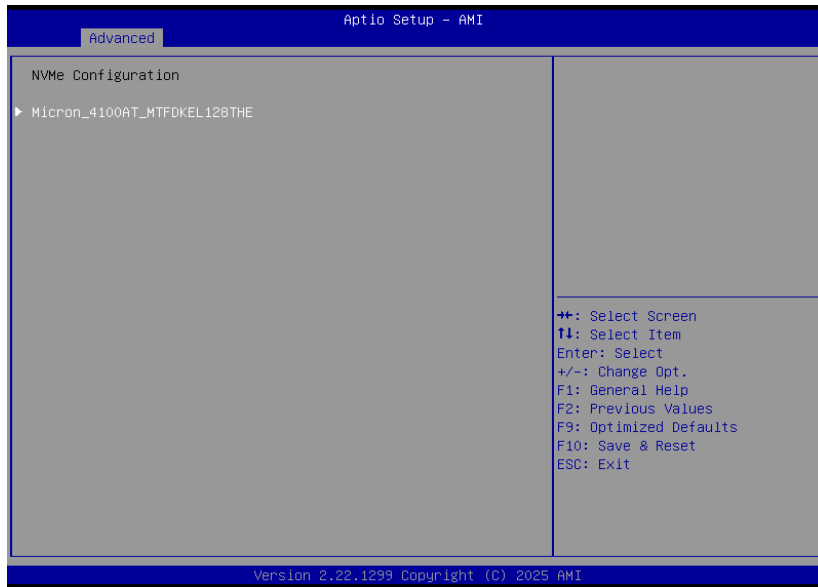 Aptio Setup – AMI
Advanced
NVMe Configuration
Micron_4100AT_MTFDKEL128THE
→←: Select Screen
↑↓: Select Item
Enter: Select
+/-: Change Opt.
F1: General Help
F2: Previous Values
F9: Optimized Defaults
F10: Save & Reset
ESC: Exit
Version 2.22.1299 Copyright (C) 2025 AMI